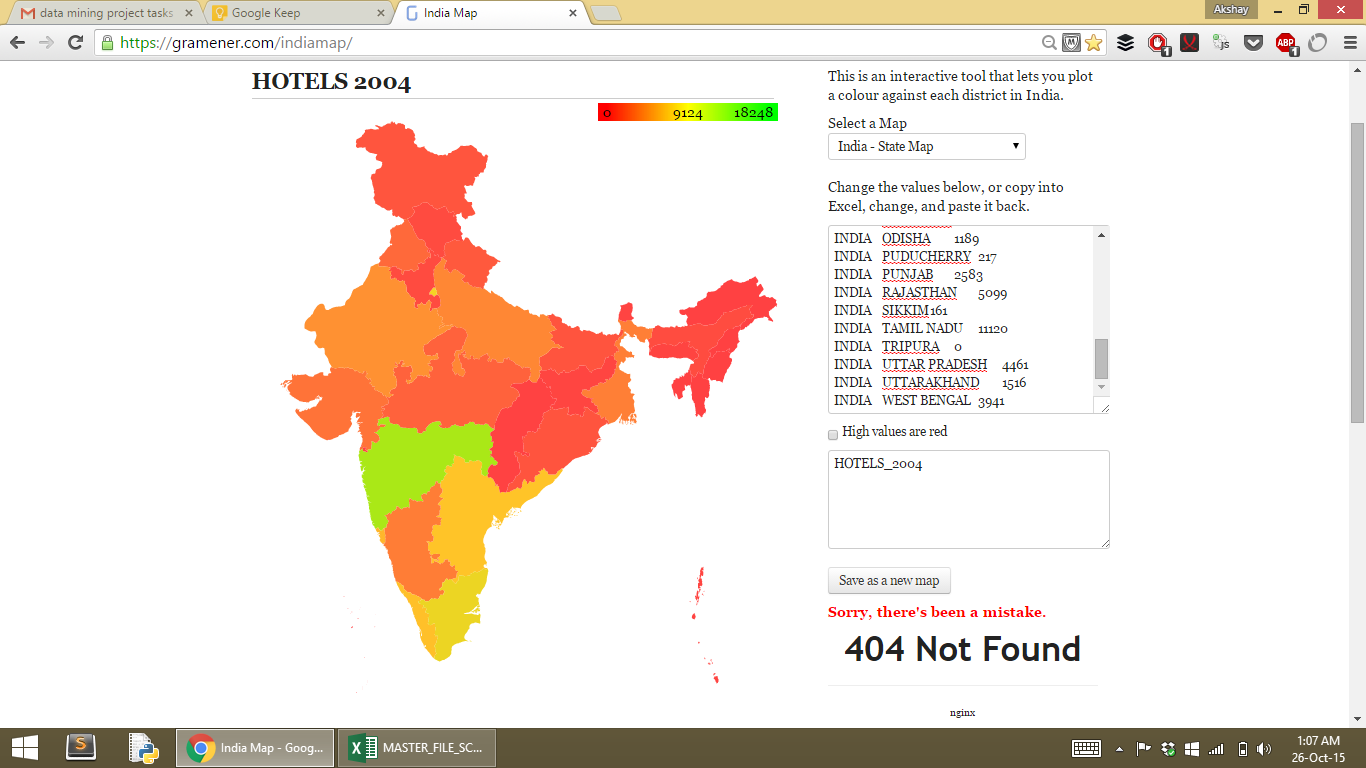 data mining project tasks
Google Keep
India Map
Akshay
https://gramener.com/indiamap/
js
1
ABP
1
HOTELS 2004
0 9124 18248
This is an interactive tool that lets you plot
a colour against each district in India.
Select a Map
India - State Map
Change the values below, or copy into
Excel, change, and paste it back.
INDIA ODISHA 1189
INDIA PUDUCHERRY 217
INDIA PUNJAB 2583
INDIA RAJASTHAN 5099
INDIA SIKKIM 161
INDIA TAMIL NADU 11120
INDIA TRIPURA 0
INDIA UTTAR PRADESH 4461
INDIA UTTARAKHAND 1516
INDIA WEST BENGAL 3941
High values are red
HOTELS_2004
Save as a new map
Sorry, there's been a mistake.
404 Not Found
nginx
India Map - Goog...
MASTER_FILE_SC...
1:07 AM
26-Oct-15